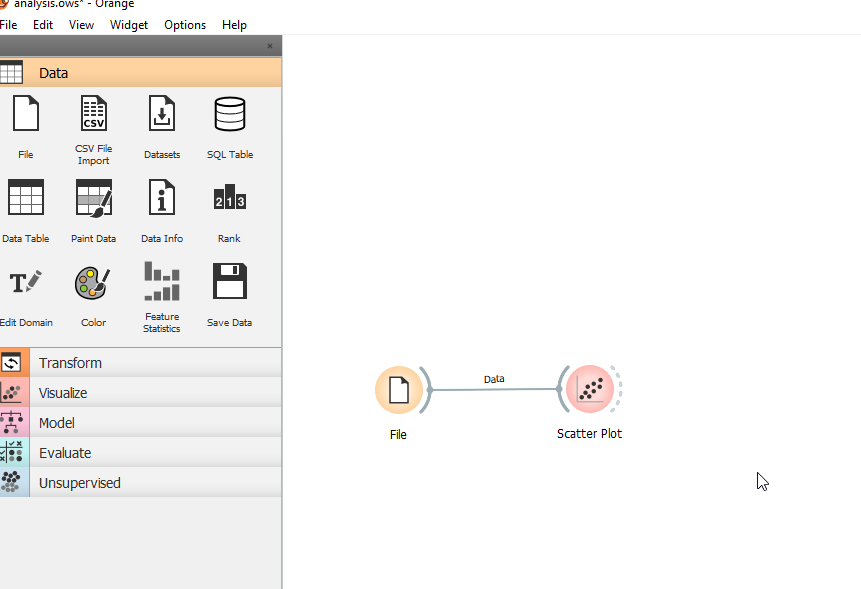 analysis.ows* - Orange
File Edit View Widget Options Help
×
Data
File
CSV
CSV File
Import
Datasets
SQL Table
Data Table
Paint Data
Data Info
2 1 3
Rank
Edit Domain
Color
Feature
Statistics
Save Data
Transform
Visualize
Model
Evaluate
Unsupervised
Data
File
Scatter Plot